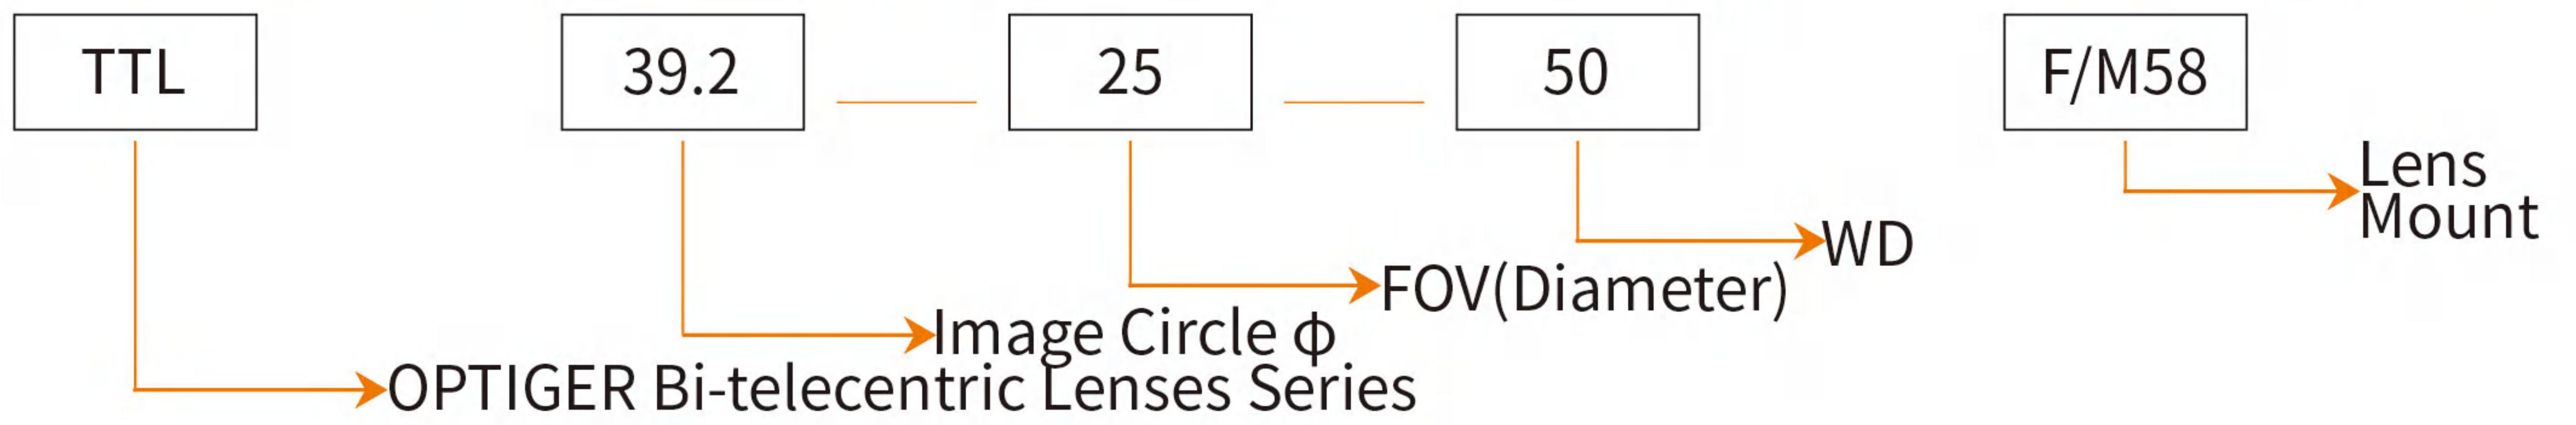 TTL 39.2 25 50 F/M58
Lens
Mount
WD
FOV(Diameter)
Image Circle ϕ
OPTIGER Bi-telecentric Lenses Series